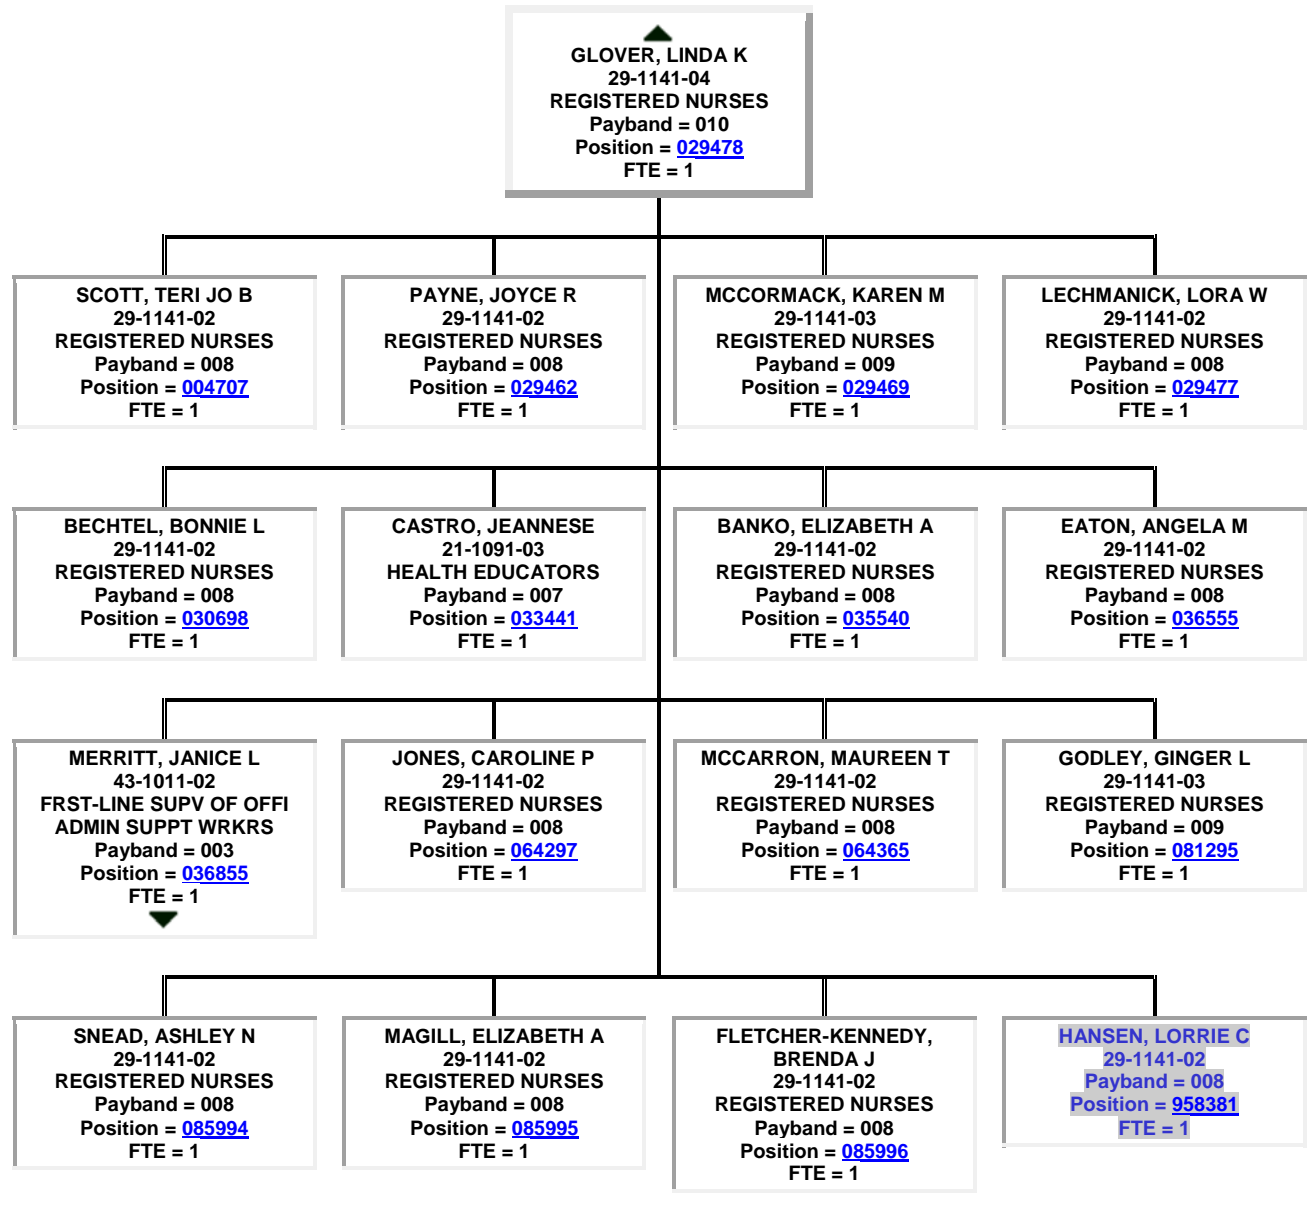 GLOVER, LINDA K
29-1141-04
REGISTERED NURSES
Payband = 010
Position = 029478
FTE = 1
SCOTT, TERI JO B
29-1141-02
REGISTERED NURSES
Payband = 008
Position = 004707
FTE = 1
PAYNE, JOYCE R
29-1141-02
REGISTERED NURSES
Payband = 008
Position = 029462
FTE = 1
MCCORMACK, KAREN M
29-1141-03
REGISTERED NURSES
Payband = 009
Position = 029469
FTE = 1
LECHMANICK, LORA W
29-1141-02
REGISTERED NURSES
Payband = 008
Position = 029477
FTE = 1
BECHTEL, BONNIE L
29-1141-02
REGISTERED NURSES
Payband = 008
Position = 030698
FTE = 1
CASTRO, JEANNESE
21-1091-03
HEALTH EDUCATORS
Payband = 007
Position = 033441
FTE = 1
BANKO, ELIZABETH A
29-1141-02
REGISTERED NURSES
Payband = 008
Position = 035540
FTE = 1
EATON, ANGELA M
29-1141-02
REGISTERED NURSES
Payband = 008
Position = 036555
FTE = 1
MERRITT, JANICE L
43-1011-02
FRST-LINE SUPV OF OFFI
ADMIN SUPPT WRKRS
Payband = 003
Position = 036855
FTE = 1
JONES, CAROLINE P
29-1141-02
REGISTERED NURSES
Payband = 008
Position = 064297
FTE = 1
MCCARRON, MAUREEN T
29-1141-02
REGISTERED NURSES
Payband = 008
Position = 064365
FTE = 1
GODLEY, GINGER L
29-1141-03
REGISTERED NURSES
Payband = 009
Position = 081295
FTE = 1
SNEAD, ASHLEY N
29-1141-02
REGISTERED NURSES
Payband = 008
Position = 085994
FTE = 1
MAGILL, ELIZABETH A
29-1141-02
REGISTERED NURSES
Payband = 008
Position = 085995
FTE = 1
FLETCHER-KENNEDY,
BRENDA J
29-1141-02
REGISTERED NURSES
Payband = 008
Position = 085996
FTE = 1
HANSEN, LORRIE C
29-1141-02
Payband = 008
Position = 958381
FTE = 1